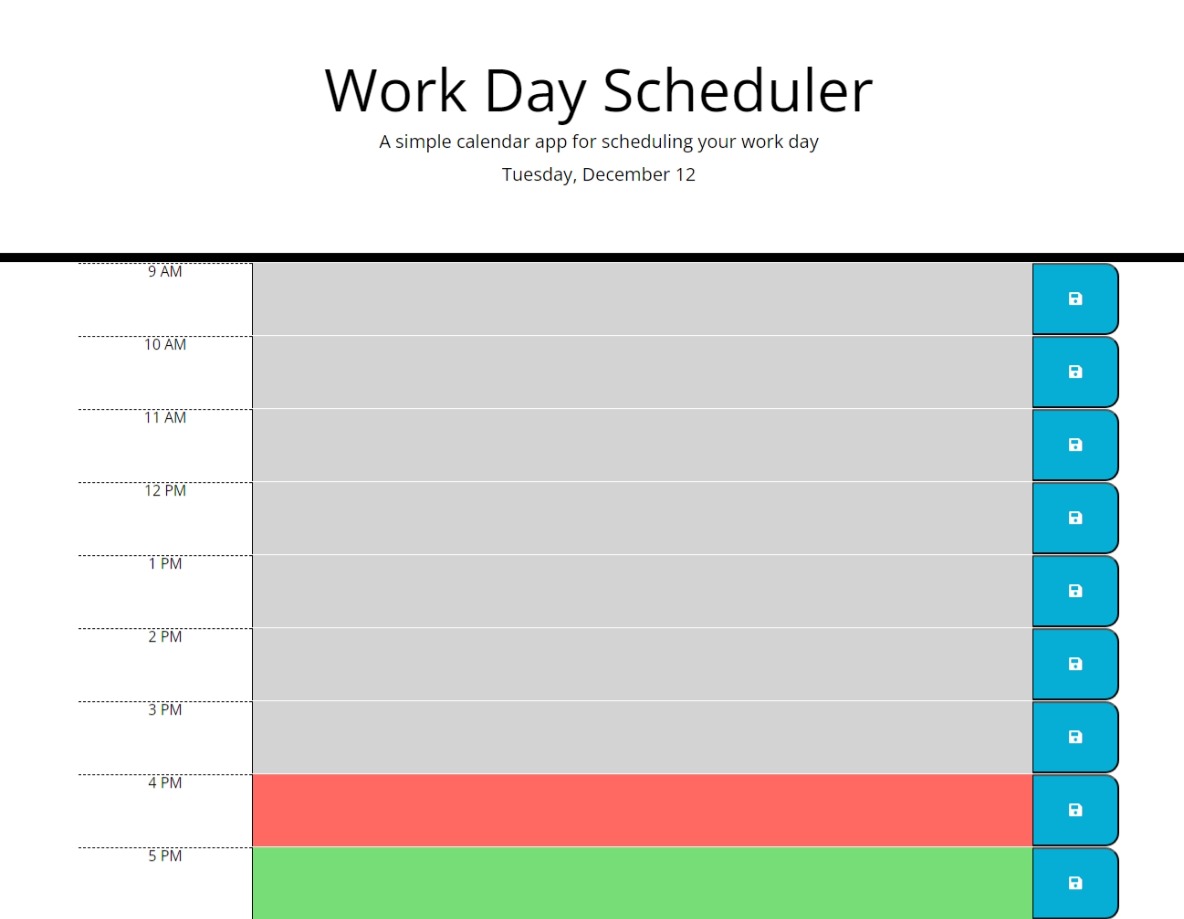 Work Day Scheduler
A simple calendar app for scheduling your work day
Tuesday, December 12
9 AM
10 AM
11 AM
12 PM
1 PM
2 PM
3 PM
4 PM
5 PM